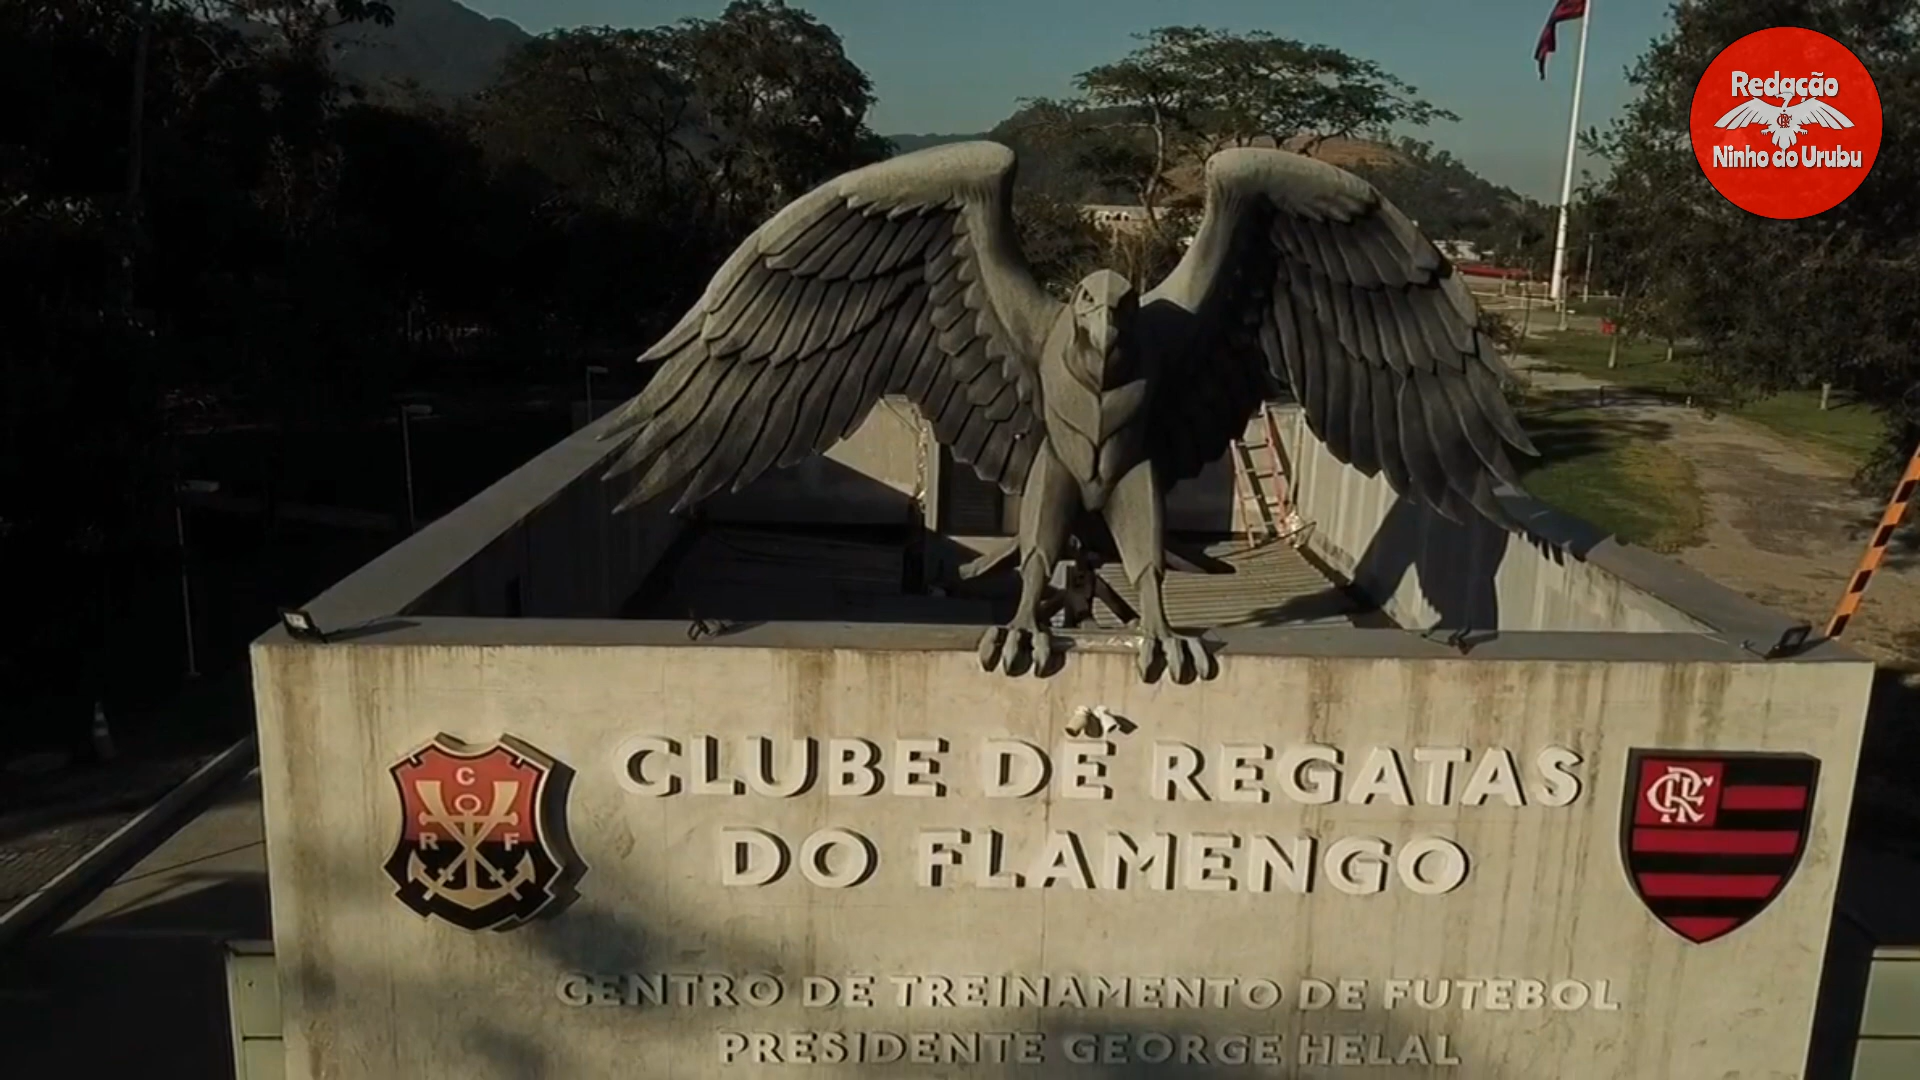 Redação
Ninho do Urubu
CLUBE DE REGATAS
DO FLAMENGO
C
R F
CRF
CENTRO DE TREINAMENTO DE FUTEBOL
PRESIDENTE GEORGE HELAL